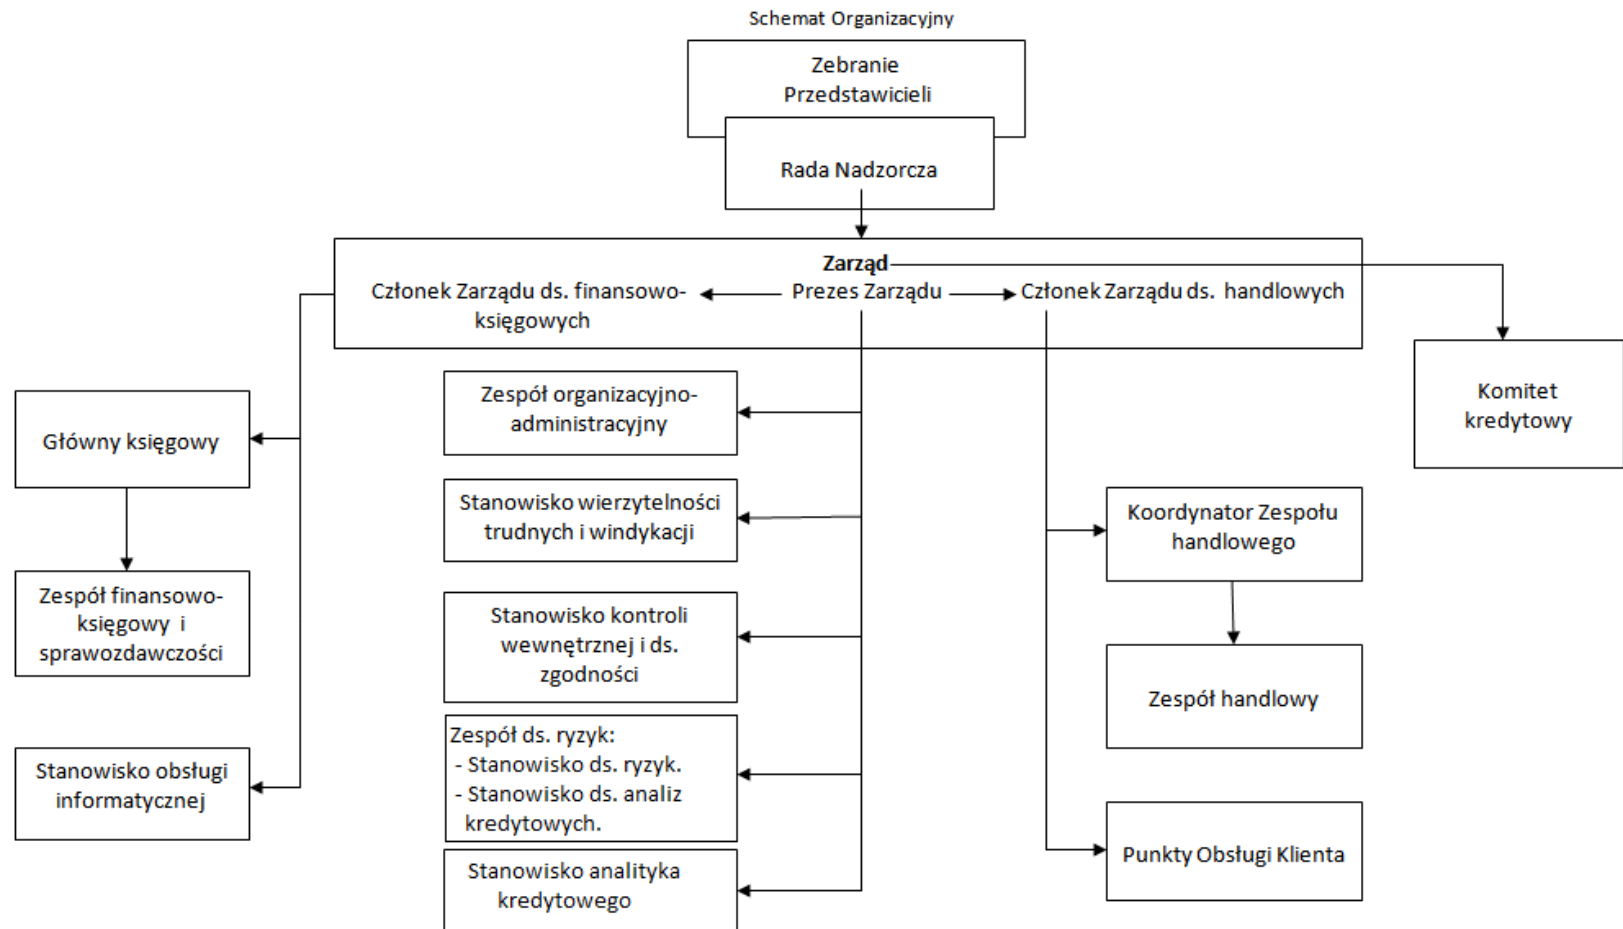 Schemat Organizacyjny
Zebranie
Przedstawicieli
Rada Nadzorcza
Zarząd
Członek Zarządu ds. finansowo-
księgowych
Prezes Zarządu
Członek Zarządu ds. handlowych
Komitet
kredytowy
Główny księgowy
Zespół finansowo-
księgowy i
sprawozdawczości
Stanowisko obsługi
informatycznej
Zespół organizacyjno-
administracyjny
Stanowisko wierzytelności
trudnych i windykacji
Stanowisko kontroli
wewnętrznej i ds.
zgodności
Zespół ds. ryzyk:
- Stanowisko ds. ryzyk.
- Stanowisko ds. analiz
kredytowych.
Stanowisko analityka
kredytowego
Koordynator Zespołu
handlowego
Zespół handlowy
Punkty Obsługi Klienta